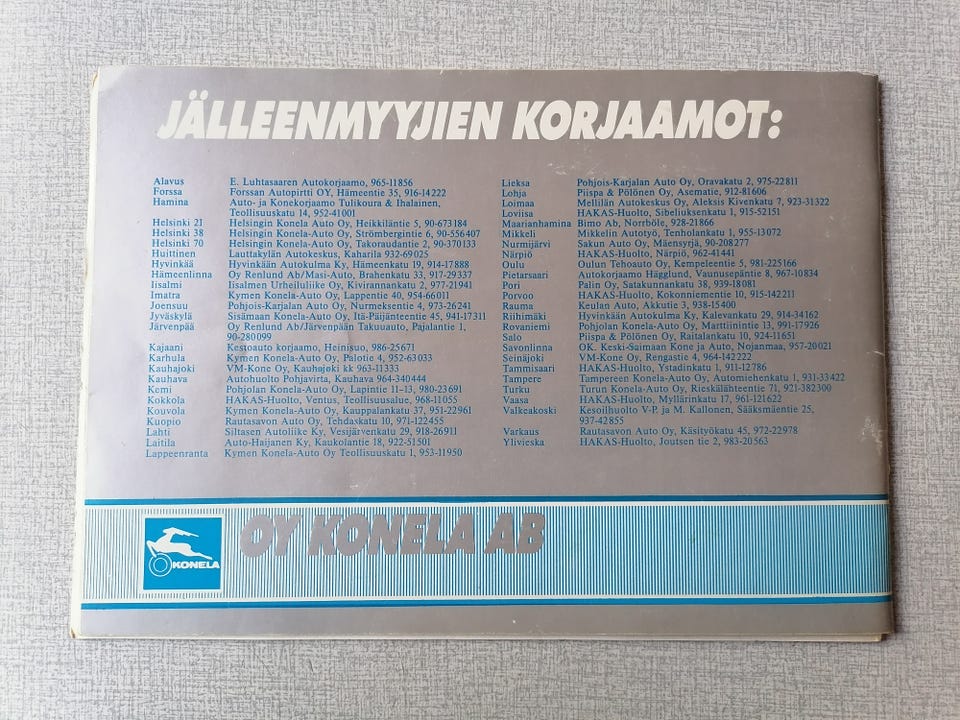 JÄLLEENMYYJIEN KORJAAMOT:
Alavus E. Luhtasaaren Autokorjaamo, 965-11856
Forssa Forssan Autopirtti OY, Hämeentie 35, 916-14222
Hamina Auto- ja Konekorjaamo Tulikoura & Ihalainen,
Teollisuuskatu 14, 952-41001
Helsinki 21 Helsingin Konela Auto Oy, Heikkiläntie 5, 90-673184
Helsinki 38 Helsingin Konela-Auto Oy, Strömbergintie 6, 90-556407
Helsinki 70 Helsingin Konela-Auto Oy, Takoraudantie 2, 90-370133
Huittinen Lauttakylän Autokeskus, Kaharila 932-69025
Hyvinkää Hyvinkään Autokulma Ky, Hämeenkatu 19, 914-17888
Hämeenlinna Oy Renlund Ab/Masi-Auto, Brahenkatu 33, 917-29337
Iisalmi Iisalmen Urheiluliike Oy, Kivirannankatu 2, 977-21941
Imatra Kymen Konela-Auto Oy, Lappentie 40, 954-66011
Joensuu Pohjois-Karjalan Auto Oy, Nurmeksentie 4, 973-26241
Jyväskylä Sisämaan Konela-Auto Oy, Itä-Päijänteentie 45, 941-17311
Järvenpää Oy Renlund Ab/Järvenpään Takuuauto, Pajalantie 1,
90-280099
Kajaani Kestoauto korjaamo, Heinisuo, 986-25671
Karhula Kymen Konela-Auto Oy, Palotie 4, 952-63033
Kauhajoki VM-Kone Oy, Kauhajoki kk 963-11333
Kauhava Autohuolto Pohjavirta, Kauhava 964-340444
Kemi Pohjolan Konela-Auto Oy, Lapintie 11-13, 980-23691
Kokkola HAKAS-Huolto, Ventus, Teollisuusalue, 968-11055
Kouvola Kymen Konela-Auto Oy, Kauppalankatu 37, 951-22961
Kuopio Rautasavon Auto Oy, Tehdaskatu 10, 971-122455
Lahti Siltasen Autoliike Ky, Vesijärvenkatu 29, 918-26911
Laitila Auto-Haijanen Ky, Kaukolantie 18, 922-51501
Lappeenranta Kymen Konela-Auto Oy Teollisuuskatu 1, 953-11950
Lieksa Pohjois-Karjalan Auto Oy, Oravakatu 2, 975-22811
Lohja Piispa & Pölönen Oy, Asematie, 912-81606
Loimaa Mellilän Autokeskus Oy, Aleksis Kivenkatu 7, 923-31322
Loviisa HAKAS-Huolto, Sibeliuksenkatu 1, 915-52151
Maarianhamina Bimo Ab, Norrböle, 928-21866
Mikkeli Mikkelin Autotyö, Tenholankatu 1, 955-13072
Nurmijärvi Sakun Auto Oy, Mäensyrjä, 90-208277
Närpiö HAKAS-Huolto, Närpiö, 962-41441
Oulu Oulun Tehoauto Oy, Kempeleentie 5, 981-225166
Pietarsaari Autokorjaamo Hägglund, Vaunusepäntie 8, 967-10834
Pori Palin Oy, Satakunnankatu 38, 939-18081
Porvoo HAKAS-Huolto, Kokonniementie 10, 915-142211
Rauma Keulan Auto, Akkutie 3, 938-15400
Riihimäki Hyvinkään Autokulma Ky, Kalevankatu 29, 914-34162
Rovaniemi Pohjolan Konela-Auto Oy, Marttiinintie 13, 991-17926
Salo Piispa & Pölönen Oy, Raitalankatu 10, 924-11651
Savonlinna OK. Keski-Saimaan Kone ja Auto, Nojanmaa, 957-20021
Seinäjoki VM-Kone Oy, Rengastie 4, 964-142222
Tammisaari HAKAS-Huolto, Ystadinkatu 1, 911-12786
Tampere Tampereen Konela-Auto Oy, Automiehenkatu 1, 931-33422
Turku Turun Konela-Auto Oy, Rieskalähteentie 71, 921-382300
Vaasa HAKAS-Huolto, Myllärinkatu 17, 961-121622
Valkeakoski Kesoilhuolto V-P. ja M. Kallonen, Sääksmäentie 25,
937-42855
Varkaus Rautasavon Auto Oy, Käsityökatu 45, 972-22978
Ylivieska HAKAS-Huolto, Joutsen tie 2, 983-20563
KONELA
OY KONELA AB